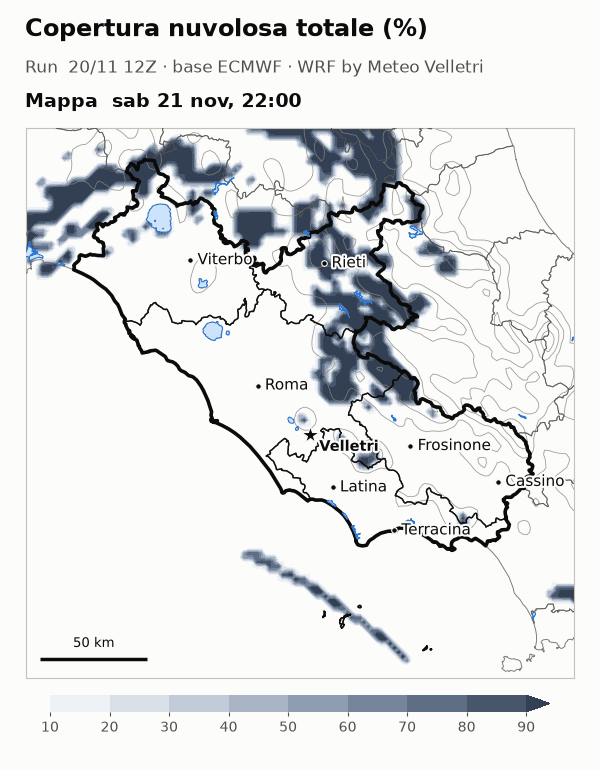 Copertura nuvolosa totale (%)
Run  20/11 12Z · base ECMWF · WRF by Meteo Velletri
Mappa  sab 21 nov, 22:00
Viterbo
Rieti
Roma
Velletri
Frosinone
Latina
Cassino
Terracina
50 km
10 20 30 40 50 60 70 80 90